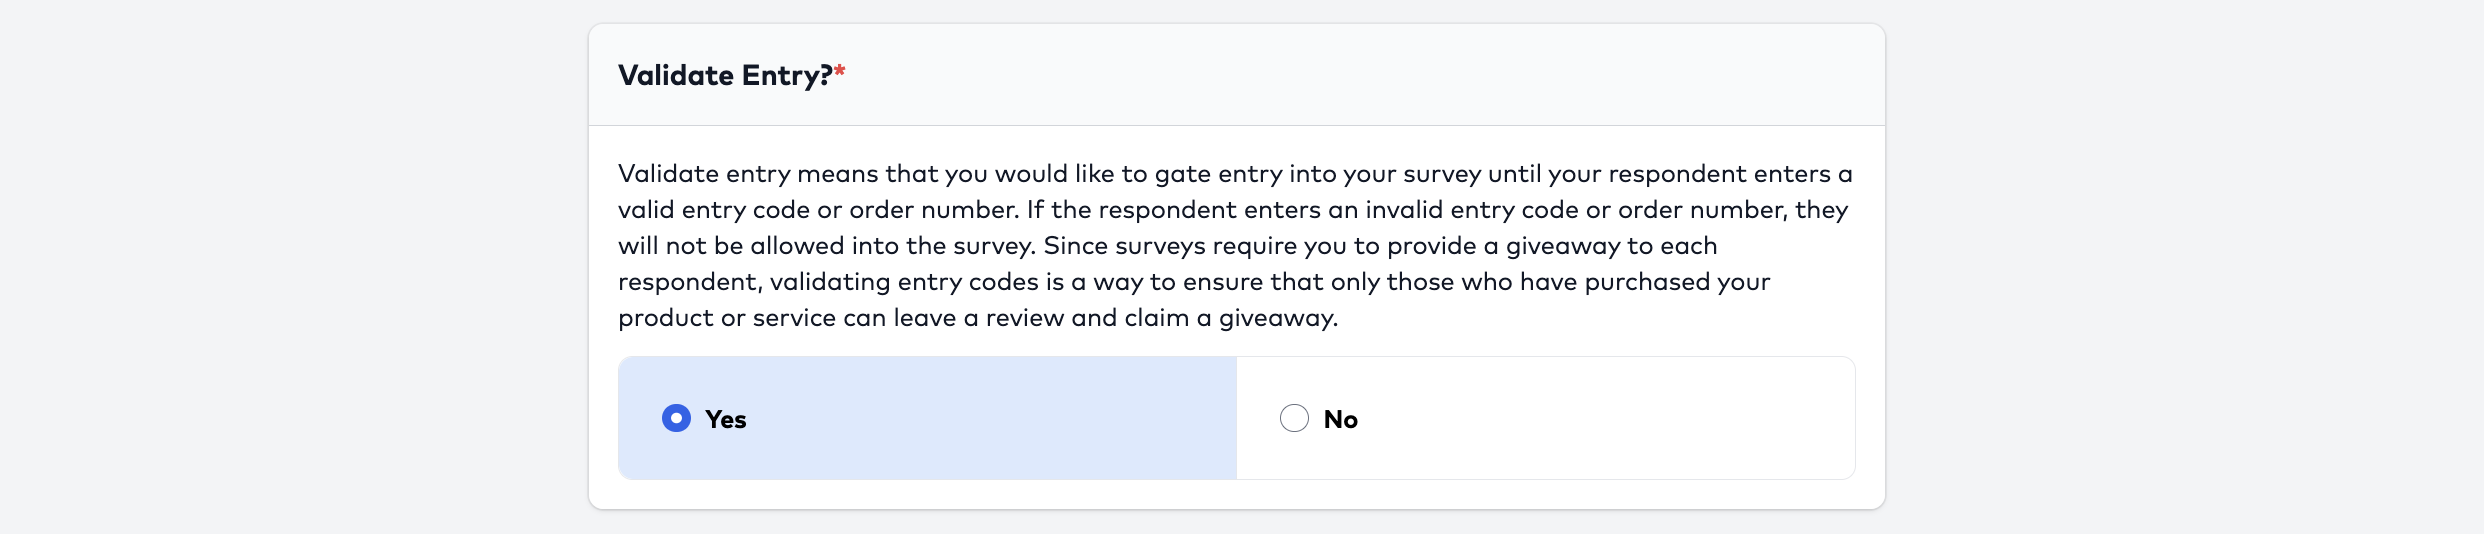 Validate Entry?*
Validate entry means that you would like to gate entry into your survey until your respondent enters a
valid entry code or order number. If the respondent enters an invalid entry code or order number, they
will not be allowed into the survey. Since surveys require you to provide a giveaway to each
respondent, validating entry codes is a way to ensure that only those who have purchased your
product or service can leave a review and claim a giveaway.
Yes
No